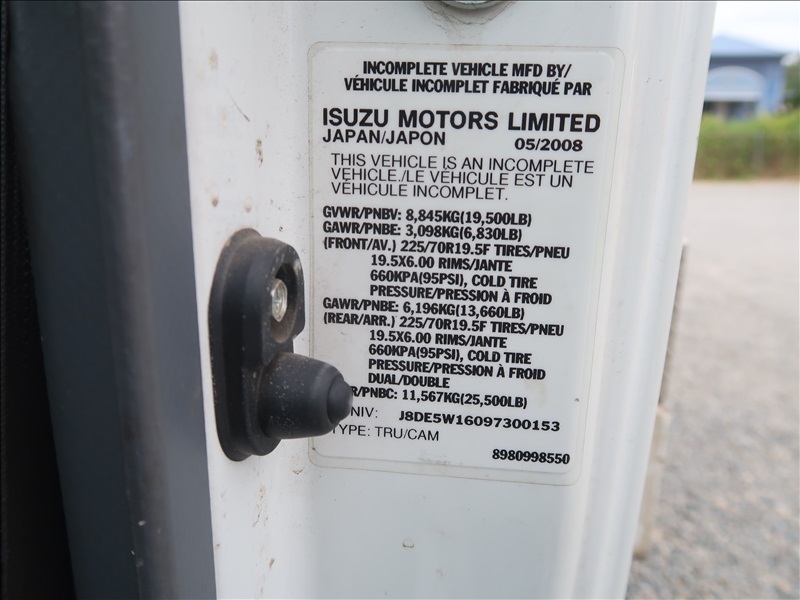 INCOMPLETE VEHICLE MFD BY/
VÉHICULE INCOMPLET FABRIQUÉ PAR
ISUZU MOTORS LIMITED
JAPAN/JAPON 05/2008
THIS VEHICLE IS AN INCOMPLETE
VEHICLE./LE VÉHICULE EST UN
VÉHICULE INCOMPLET.
GVWR/PNBV: 8,845KG(19,500LB)
GAWR/PNBE: 3,098KG(6,830LB)
(FRONT/AV.) 225/70R19.5F TIRES/PNEU
19.5X6.00 RIMS/JANTE
660KPA(95PSI), COLD TIRE
PRESSURE/PRESSION À FROID
GAWR/PNBE: 6,196KG(13,660LB)
(REAR/ARR.) 225/70R19.5F TIRES/PNEU
19.5X6.00 RIMS/JANTE
660KPA(95PSI), COLD TIRE
PRESSURE/PRESSION À FROID
DUAL/DOUBLE
R/PNBC: 11,567KG(25,500LB)
NIV: J8DE5W16097300153
TYPE: TRU/CAM
8980998550